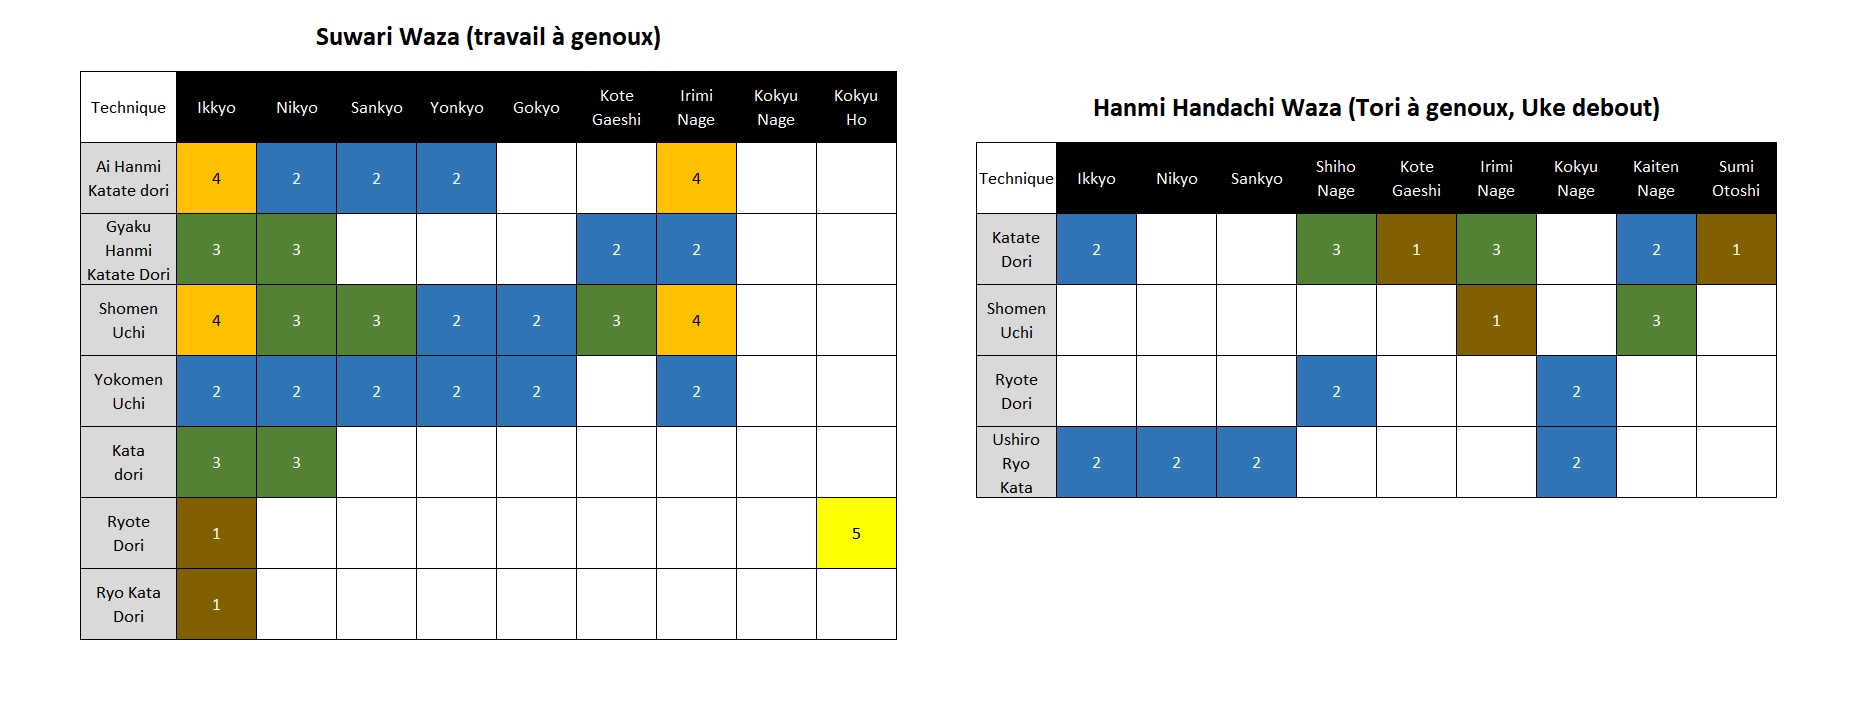 Suwari Waza (travail à genoux)
Technique Ikkyo Nikyo Sankyo Yonkyo Gokyo Kote Gaeshi Irimi Nage Kokyu Nage Kokyu Ho
Ai Hanmi Katate dori 4 2 2 2 4
Gyaku Hanmi Katate Dori 3 3 2 2
Shomen Uchi 4 3 3 2 2 3 4
Yokomen Uchi 2 2 2 2 2 2
Kata dori 3 3
Ryote Dori 1 5
Ryo Kata Dori 1
Hanmi Handachi Waza (Tori à genoux, Uke debout)
Technique Ikkyo Nikyo Sankyo Shiho Nage Kote Gaeshi Irimi Nage Kokyu Nage Kaiten Nage Sumi Otoshi
Katate Dori 2 3 1 3 2 1
Shomen Uchi 1 3
Ryote Dori 2 2
Ushiro Ryo Kata 2 2 2 2